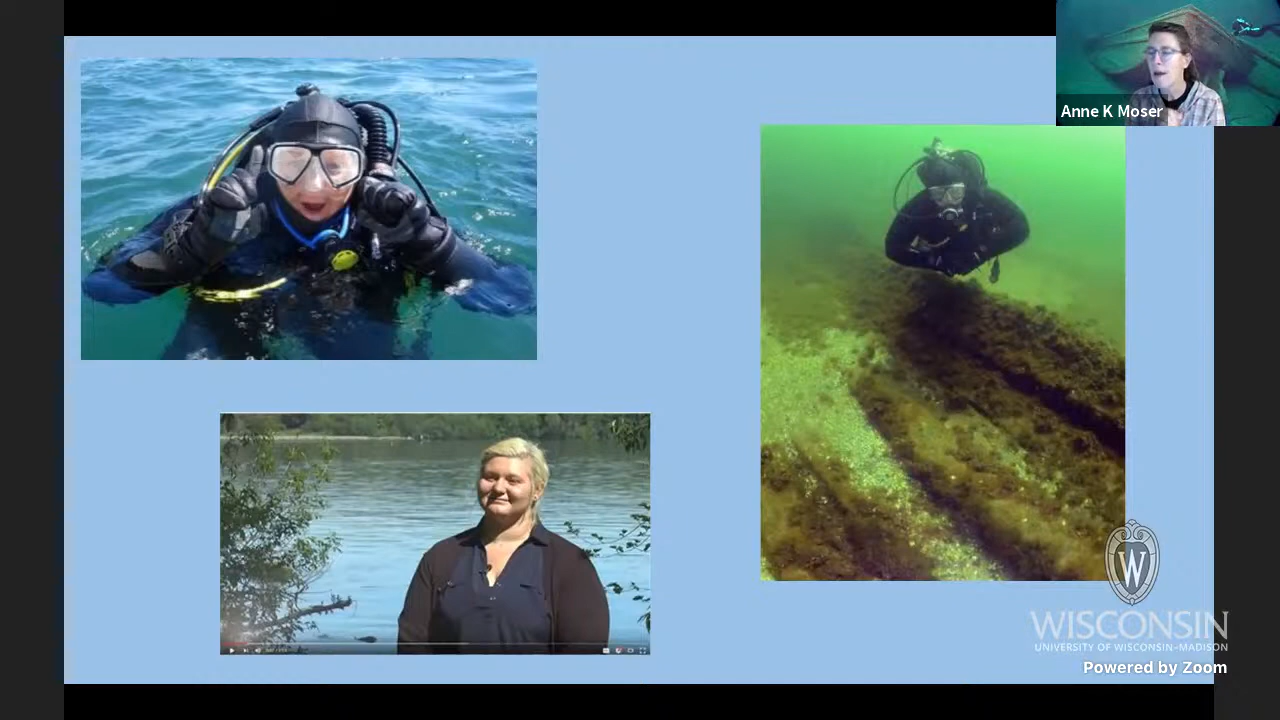 Anne K Moser
W
WISCONSIN
UNIVERSITY OF WISCONSIN–MADISON
Powered by Zoom